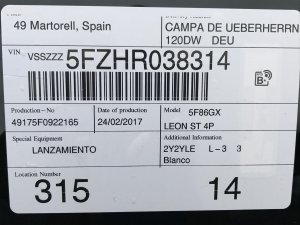 49 Martorell, Spain
CAMPA DE UEBERHERRN
120DW DEU
VIN
VSSZZZ 5FZHR038314
Production number
Date of production
Model
49175F0922165
24/02/2017
5F86GX
LEON ST 4P
Special Equipment
Additional Information
LANZAMIENTO
2Y2YLE L-3 3
Blanco
Location Number
315
14